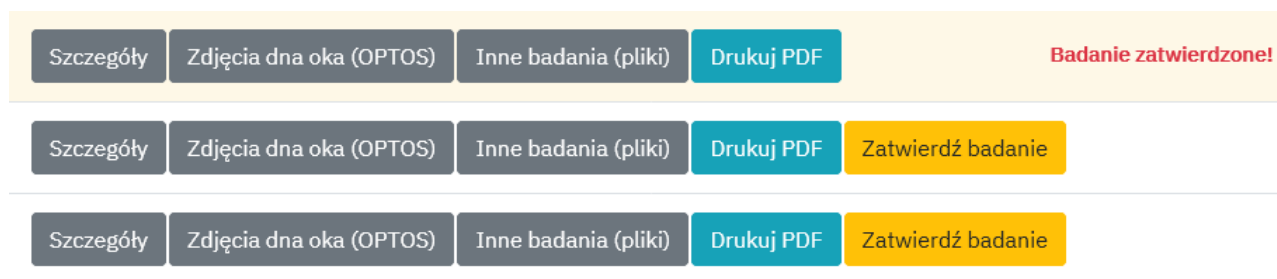 Szczegóły Zdjęcia dna oka (OPTOS) Inne badania (pliki) Drukuj PDF Badanie zatwierdzone!
Szczegóły Zdjęcia dna oka (OPTOS) Inne badania (pliki) Drukuj PDF Zatwierdź badanie
Szczegóły Zdjęcia dna oka (OPTOS) Inne badania (pliki) Drukuj PDF Zatwierdź badanie